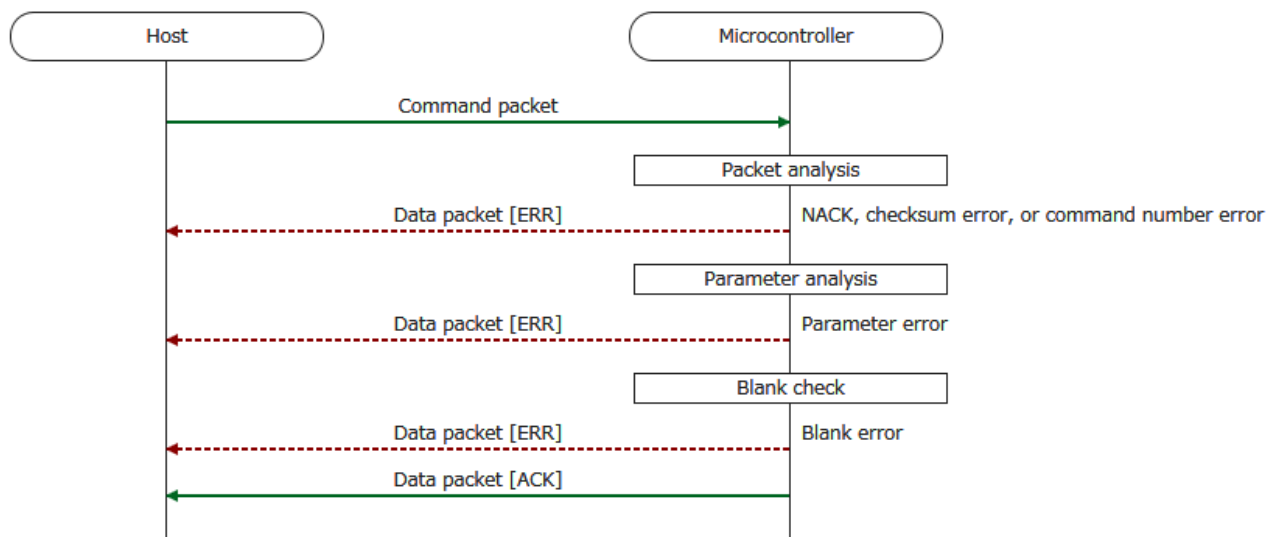 Host
Microcontroller
Command packet
Packet analysis
Data packet [ERR]
NACK, checksum error, or command number error
Parameter analysis
Data packet [ERR]
Parameter error
Blank check
Data packet [ERR]
Blank error
Data packet [ACK]